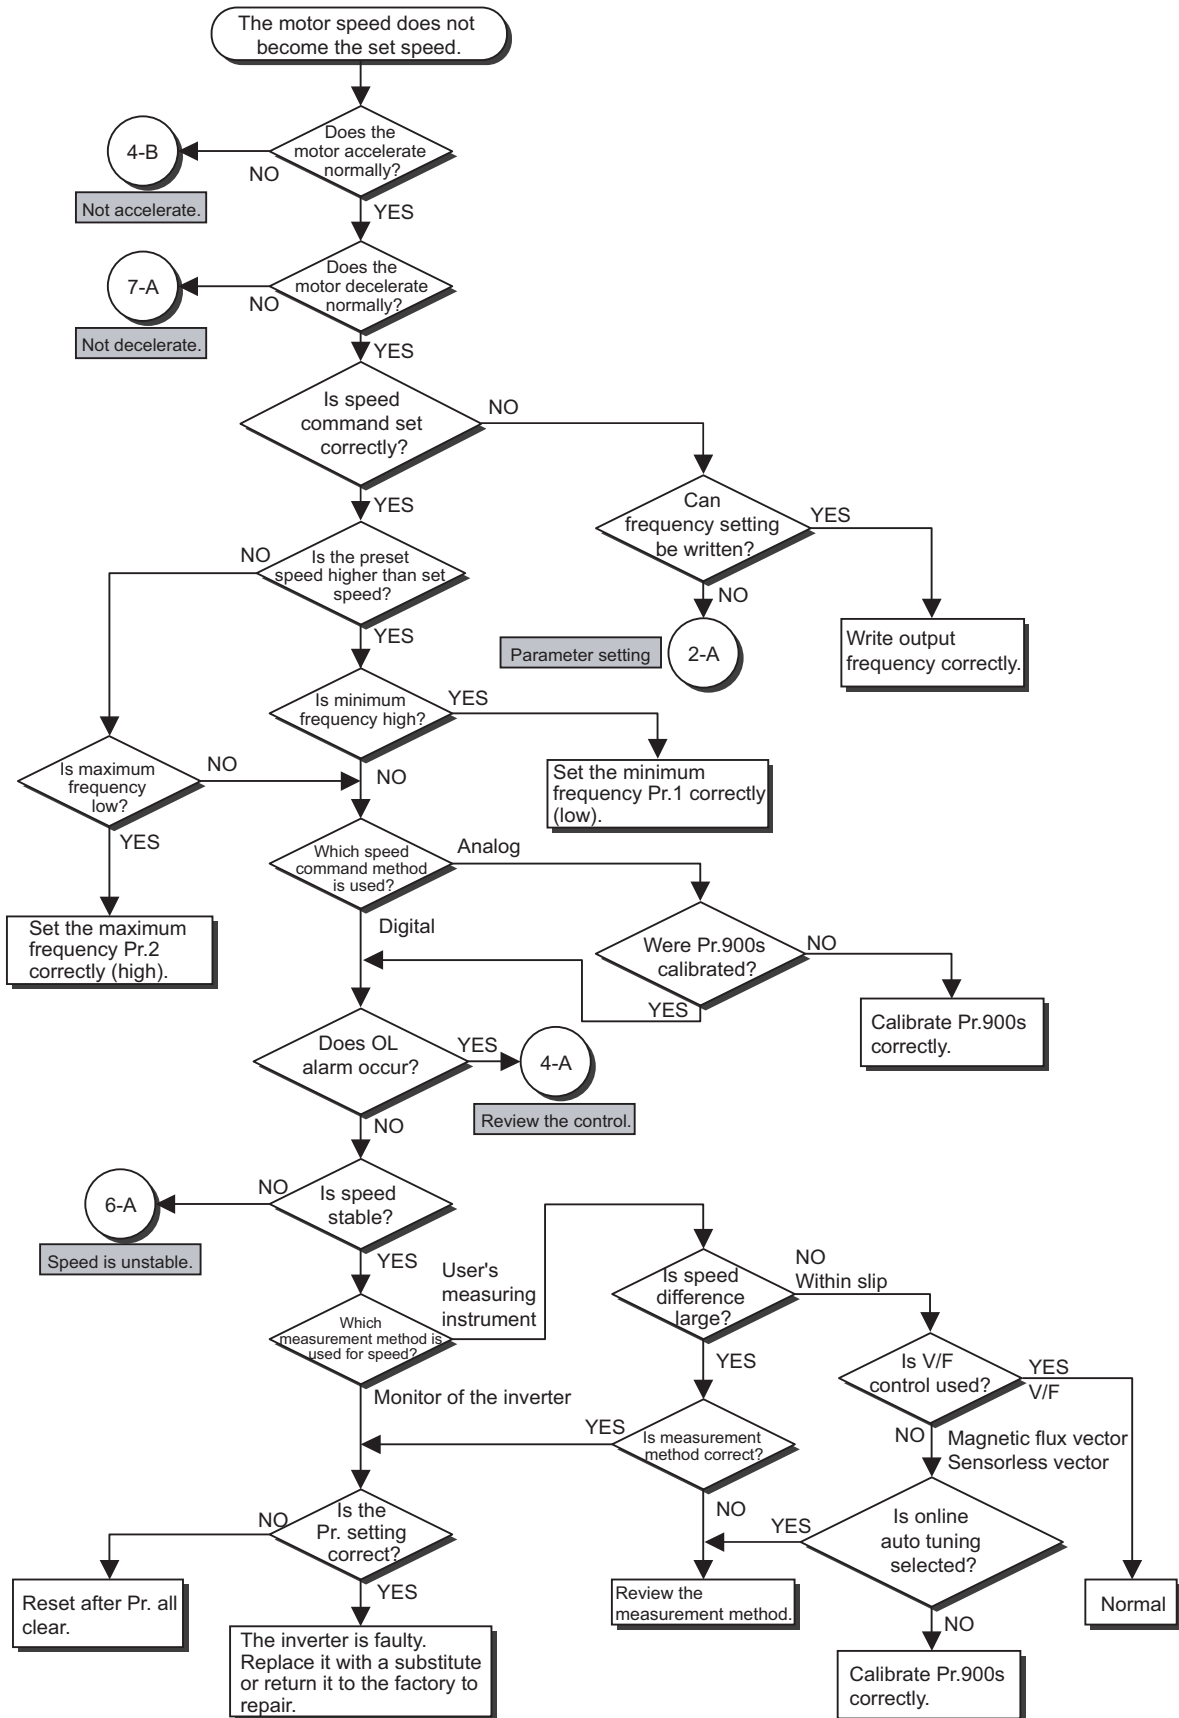 The motor speed does not
become the set speed.
Does the
motor accelerate
normally?
NO
4-B
Not accelerate.
YES
Does the
motor decelerate
normally?
NO
7-A
Not decelerate.
YES
Is speed
command set
correctly?
NO
YES
Can
frequency setting
be written?
YES
NO
Write output
frequency correctly.
Parameter setting
2-A
Is the preset
speed higher than set
speed?
NO
YES
Is minimum
frequency high?
YES
NO
Set the minimum
frequency Pr.1 correctly
(low).
Is maximum
frequency
low?
NO
YES
Set the maximum
frequency Pr.2
correctly (high).
Which speed
command method
is used?
Analog
Digital
Were Pr.900s
calibrated?
NO
YES
Calibrate Pr.900s
correctly.
Does OL
alarm occur?
YES
4-A
Review the control.
NO
Is speed
stable?
NO
6-A
Speed is unstable.
YES
Which
measurement method is
used for speed?
User's
measuring
instrument
Monitor of the inverter
Is speed
difference
large?
NO
Within slip
YES
Is V/F
control used?
YES
V/F
NO
Magnetic flux vector
Sensorless vector
Is measurement
method correct?
YES
NO
Is online
auto tuning
selected?
YES
NO
Review the
measurement method.
Normal
Calibrate Pr.900s
correctly.
Is the
Pr. setting
correct?
NO
YES
Reset after Pr. all
clear.
The inverter is faulty.
Replace it with a substitute
or return it to the factory to
repair.